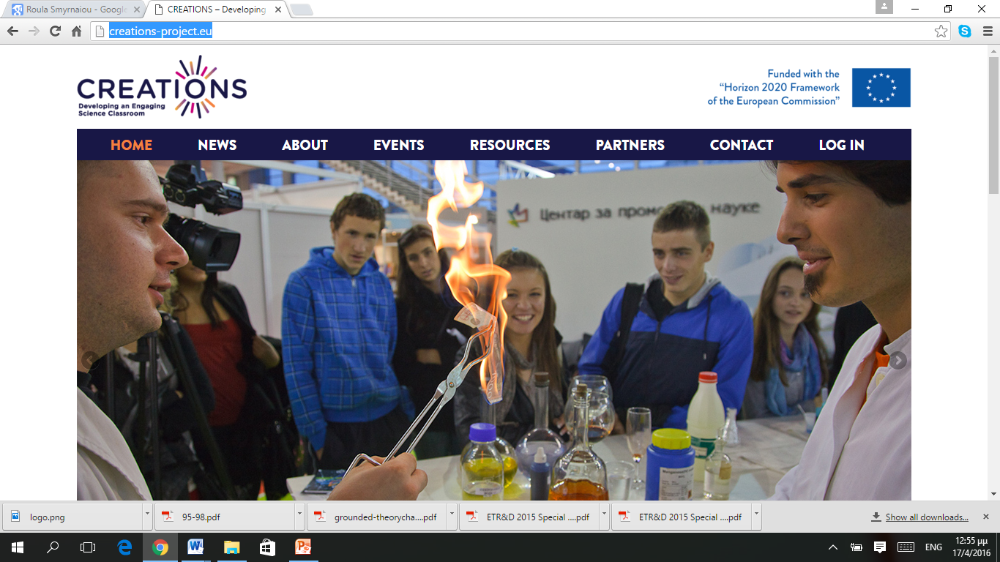 Roula Smyrnaiou - Google
CREATIONS – Developing
creations-project.eu
CREATIONS
Developing an Engaging
Science Classroom
Funded with the
“Horizon 2020 Framework
of the European Commission”
HOME NEWS ABOUT EVENTS RESOURCES PARTNERS CONTACT LOG IN
Центар за науке
logo.png 95-98.pdf grounded-theorycha....pdf ETR&D 2015 Special ....pdf ETR&D 2015 Special ....pdf Show all downloads...
ENG
12:55 μμ
17/4/2016